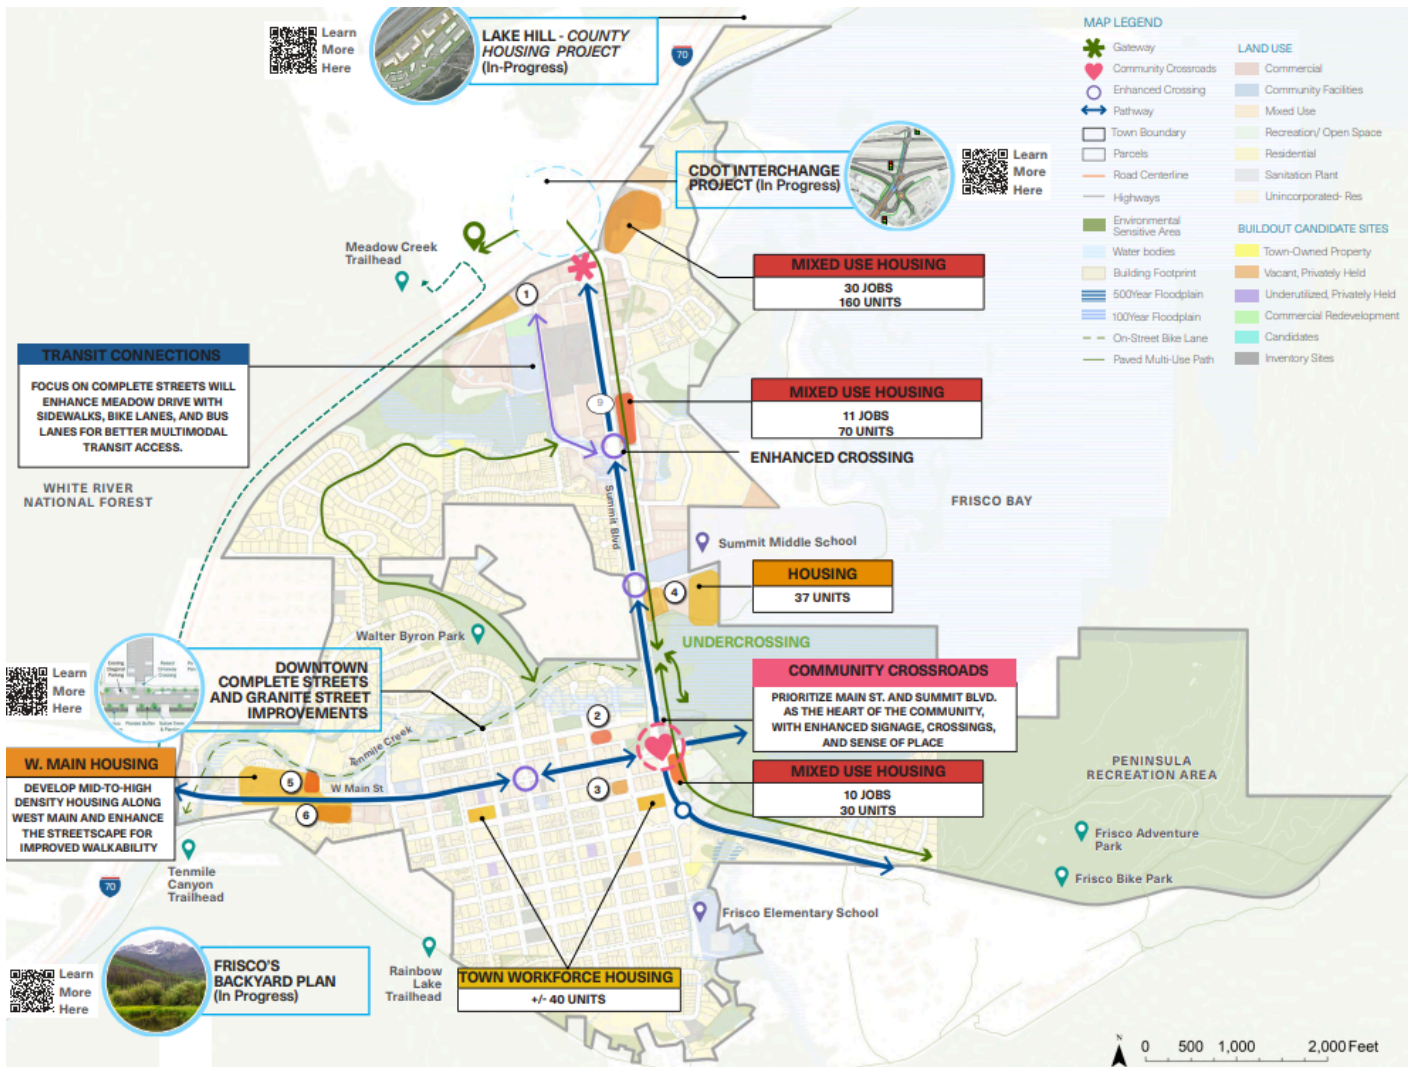 Learn
More
Here
LAKE HILL - COUNTY
HOUSING PROJECT
(In-Progress)
70
MAP LEGEND
Gateway
Community Crossroads
Enhanced Crossing
Pathway
Town Boundary
Parcels
Road Centerline
Highways
Environmental
Sensitive Area
Water bodies
Building Footprint
500Year Floodplain
100Year Floodplain
On-Street Bike Lane
Paved Multi-Use Path
LAND USE
Commercial
Community Facilities
Mixed Use
Recreation/ Open Space
Residential
Sanitation Plant
Unincorporated- Res
BUILDOUT CANDIDATE SITES
Town-Owned Property
Vacant, Privately Held
Underutilized, Privately Held
Commercial Redevelopment
Candidates
Inventory Sites
CDOT INTERCHANGE
PROJECT (In Progress)
Learn
More
Here
Meadow Creek
Trailhead
MIXED USE HOUSING
30 JOBS
160 UNITS
1
TRANSIT CONNECTIONS
FOCUS ON COMPLETE STREETS WILL
ENHANCE MEADOW DRIVE WITH
SIDEWALKS, BIKE LANES, AND BUS
LANES FOR BETTER MULTIMODAL
TRANSIT ACCESS.
9
MIXED USE HOUSING
11 JOBS
70 UNITS
ENHANCED CROSSING
WHITE RIVER
NATIONAL FOREST
FRISCO BAY
Summit Blvd
Summit Middle School
HOUSING
37 UNITS
4
Walter Byron Park
UNDERCROSSING
Learn
More
Here
DOWNTOWN
COMPLETE STREETS
AND GRANITE STREET
IMPROVEMENTS
COMMUNITY CROSSROADS
PRIORITIZE MAIN ST. AND SUMMIT BLVD.
AS THE HEART OF THE COMMUNITY,
WITH ENHANCED SIGNAGE, CROSSINGS,
AND SENSE OF PLACE
2
Tenmile Creek
W. MAIN HOUSING
DEVELOP MID-TO-HIGH
DENSITY HOUSING ALONG
WEST MAIN AND ENHANCE
THE STREETSCAPE FOR
IMPROVED WALKABILITY
5
W Main St
3
6
MIXED USE HOUSING
10 JOBS
30 UNITS
PENINSULA
RECREATION AREA
Frisco Adventure
Park
Frisco Bike Park
Tenmile
Canyon
Trailhead
70
Frisco Elementary School
Learn
More
Here
FRISCO'S
BACKYARD PLAN
(In Progress)
Rainbow
Lake
Trailhead
TOWN WORKFORCE HOUSING
+/- 40 UNITS
N
0 500 1,000 2,000 Feet